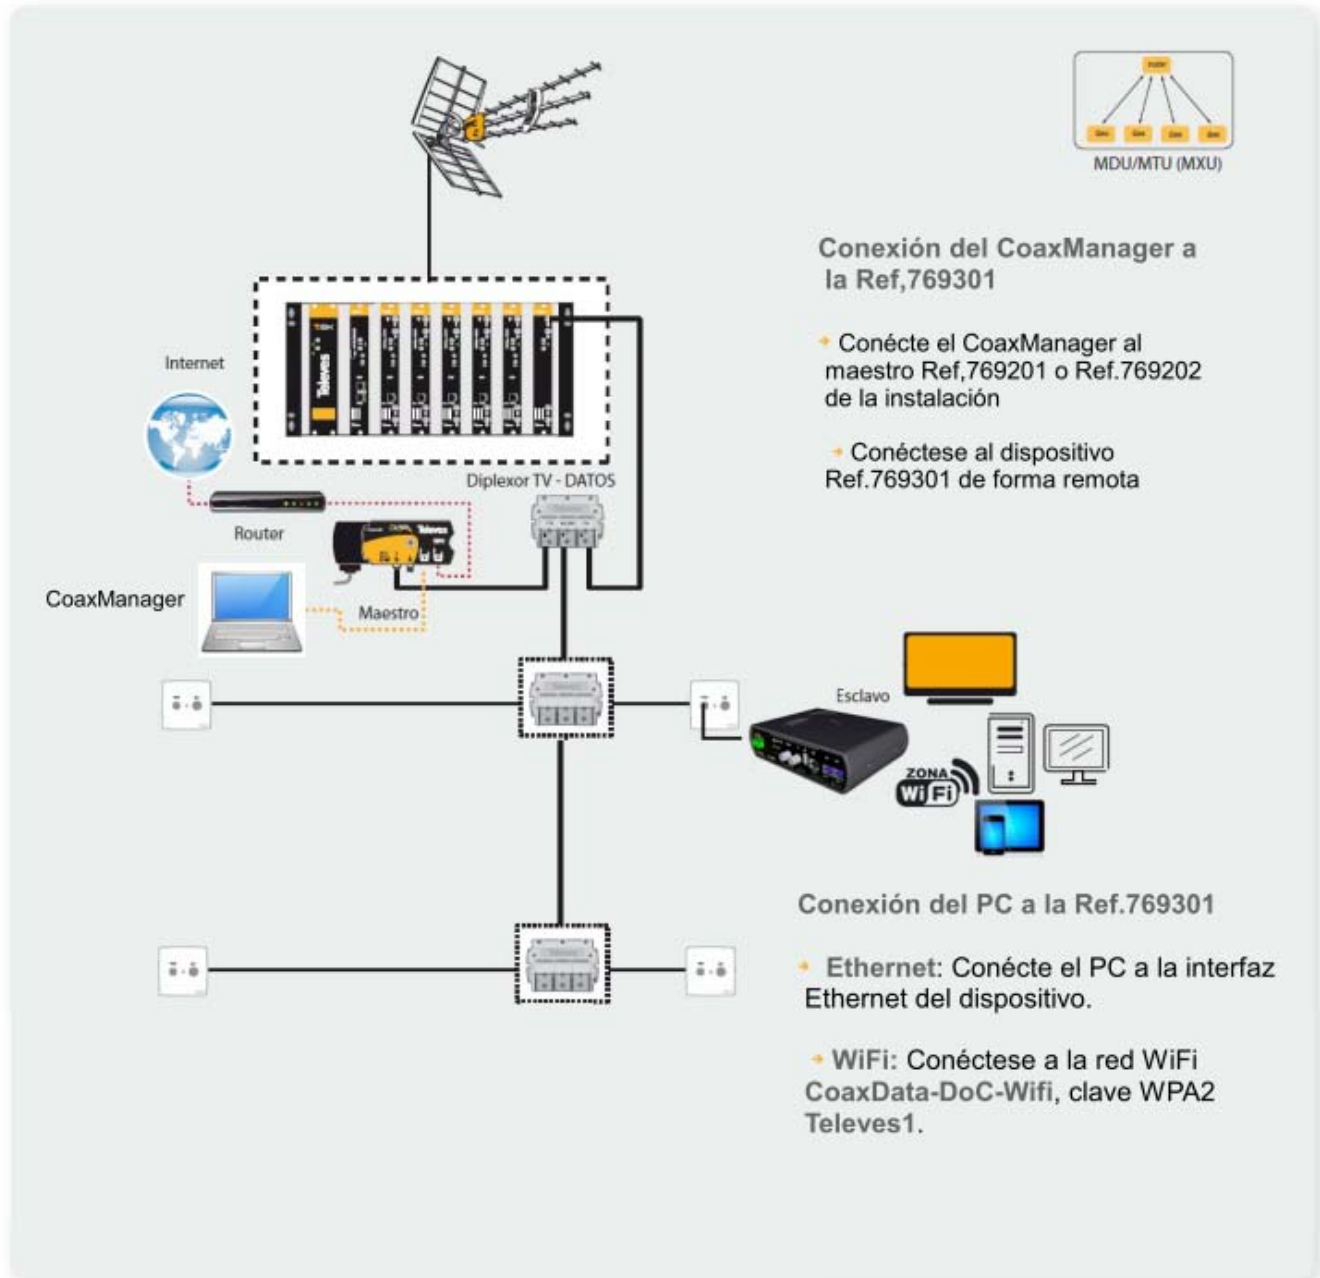 MDU/MTU (MXU)
Conexión del CoaxManager a
la Ref,769301
Conécte el CoaxManager al
maestro Ref,769201 o Ref.769202
de la instalación
Conéctese al dispositivo
Ref.769301 de forma remota
Televes
Internet
Diplexor TV - DATOS
Router
Televes
CoaxManager
Maestro
Esclavo
ZONA
WiFi
Conexión del PC a la Ref.769301
Ethernet: Conécte el PC a la interfaz
Ethernet del dispositivo.
WiFi: Conéctese a la red WiFi
CoaxData-DoC-Wifi, clave WPA2
Televes1.